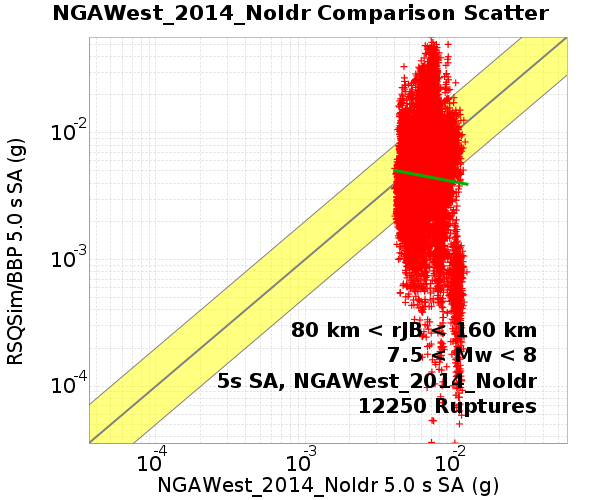 NGAWest_2014_NoIdr Comparison Scatter
RSQSim/BBP 5.0 s SA (g)
10-2
10-3
10-4
80 km < rJB < 160 km
7.5 < Mw < 8
5s SA, NGAWest_2014_NoIdr
12250 Ruptures
10-4 10-3 10-2
NGAWest_2014_NoIdr 5.0 s SA (g)